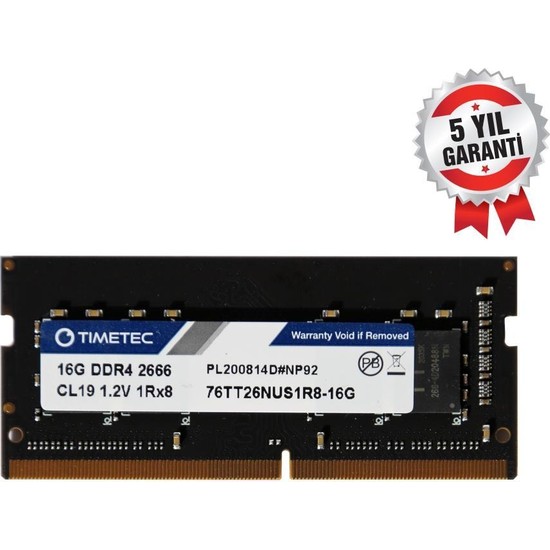 5 YIL
GARANTİ
TIMETEC
Warranty Void if Removed
16G DDR4 2666
PL200814D#NP92
PB
CL19 1.2V 1Rx8
76TT26NUS1R8-16G